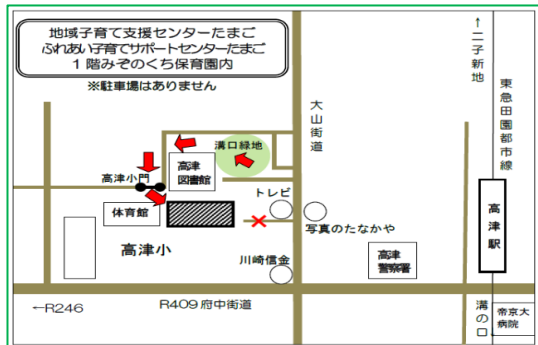 地域子育て支援センターたまご
ふれあい子育てサポートセンターたまご
1階みぞのくち保育園内
※駐車場はありません
↑二子新地
東急田園都市線
大山街道
溝口緑地
高津
図書館
高津小門
トレビ
体育館
写真のたなかや
高津駅
高津小
川崎信金
高津
警察署
←R246
R409府中街道
溝の口
帝京大
病院